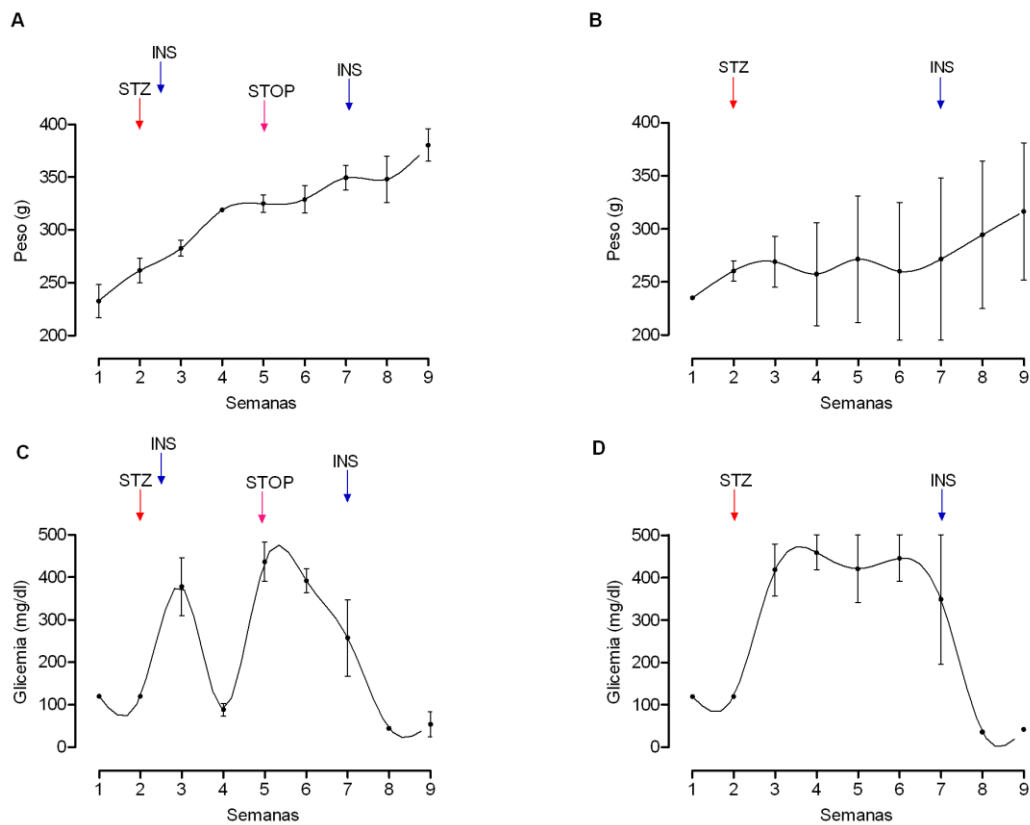 A
INS
STZ
STOP
INS
400
350
300
250
200
Peso (g)
1 2 3 4 5 6 7 8 9
Semanas
B
STZ
INS
400
350
300
250
200
Peso (g)
1 2 3 4 5 6 7 8 9
Semanas
C
INS
STZ
STOP
INS
500
400
300
200
100
0
Glicemia (mg/dl)
1 2 3 4 5 6 7 8 9
Semanas
D
STZ
INS
500
400
300
200
100
0
Glicemia (mg/dl)
1 2 3 4 5 6 7 8 9
Semanas